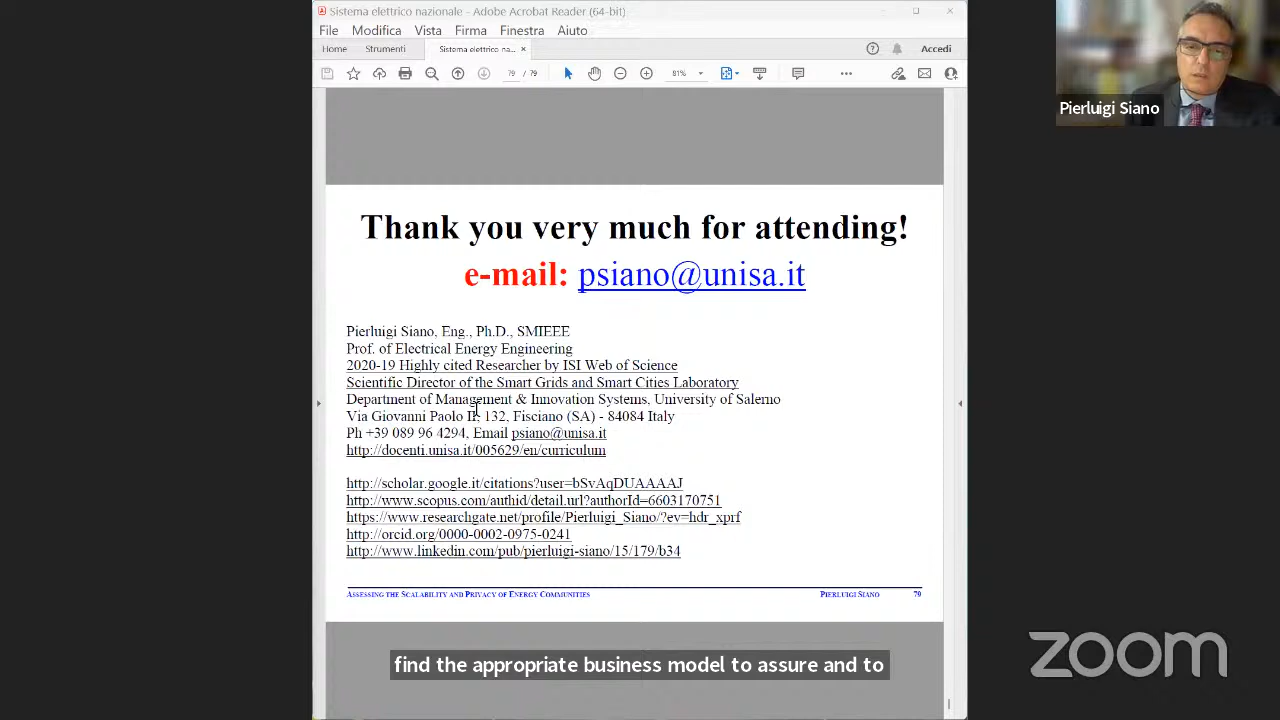 Sistema elettrico nazionale - Adobe Acrobat Reader (64-bit)
File Modifica Vista Firma Finestra Aiuto
Home Strumenti Sistema elettrico na... × Accedi
79 / 79 81%
Pierluigi Siano
Thank you very much for attending!
e-mail: psiano@unisa.it
Pierluigi Siano, Eng., Ph.D., SMIEEE
Prof. of Electrical Energy Engineering
2020-19 Highly cited Researcher by ISI Web of Science
Scientific Director of the Smart Grids and Smart Cities Laboratory
Department of Management & Innovation Systems, University of Salerno
Via Giovanni Paolo II, 132, Fisciano (SA) - 84084 Italy
Ph +39 089 96 4294, Email psiano@unisa.it
http://docenti.unisa.it/005629/en/curriculum
http://scholar.google.it/citations?user=bSvAqDUAAAAJ
http://www.scopus.com/authid/detail.url?authorId=6603170751
https://www.researchgate.net/profile/Pierluigi_Siano/?ev=hdr_xprf
http://orcid.org/0000-0002-0975-0241
http://www.linkedin.com/pub/pierluigi-siano/15/179/b34
ASSESSING THE SCALABILITY AND PRIVACY OF ENERGY COMMUNITIES PIERLUIGI SIANO 79
find the appropriate business model to assure and to
zoom